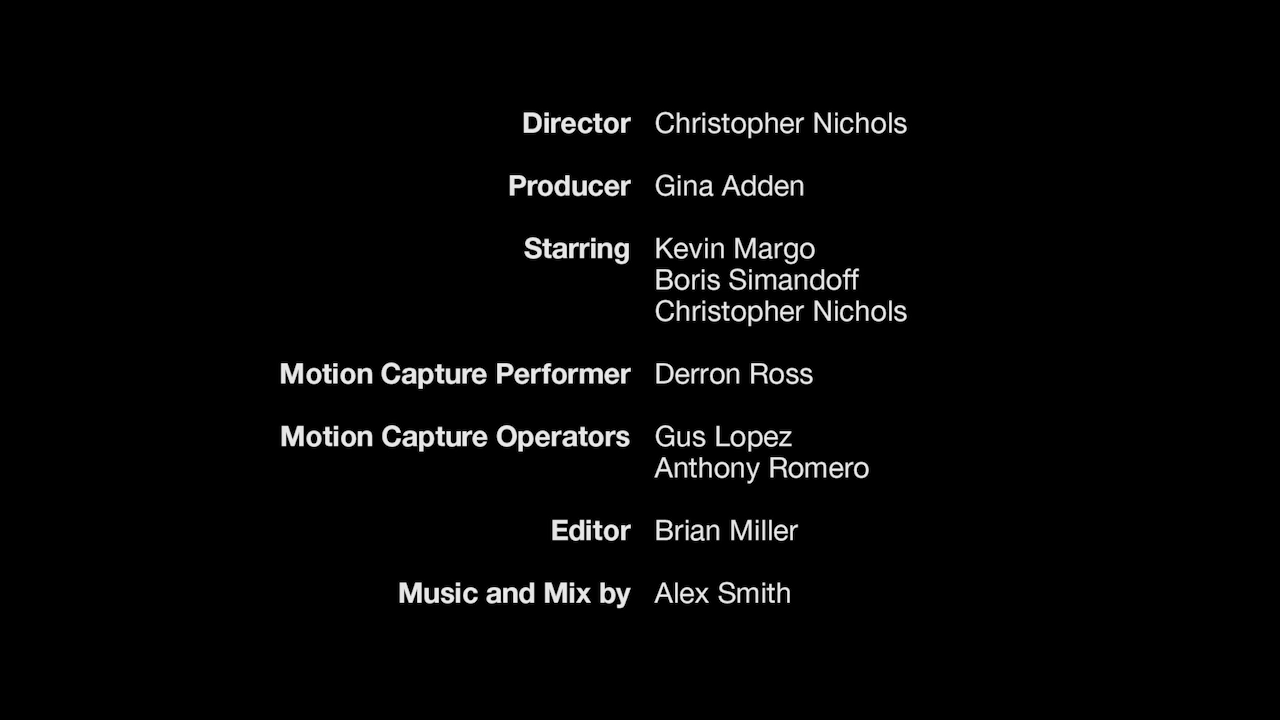 Director Christopher Nichols
Producer Gina Adden
Starring Kevin Margo
Boris Simandoff
Christopher Nichols
Motion Capture Performer Derron Ross
Motion Capture Operators Gus Lopez
Anthony Romero
Editor Brian Miller
Music and Mix by Alex Smith